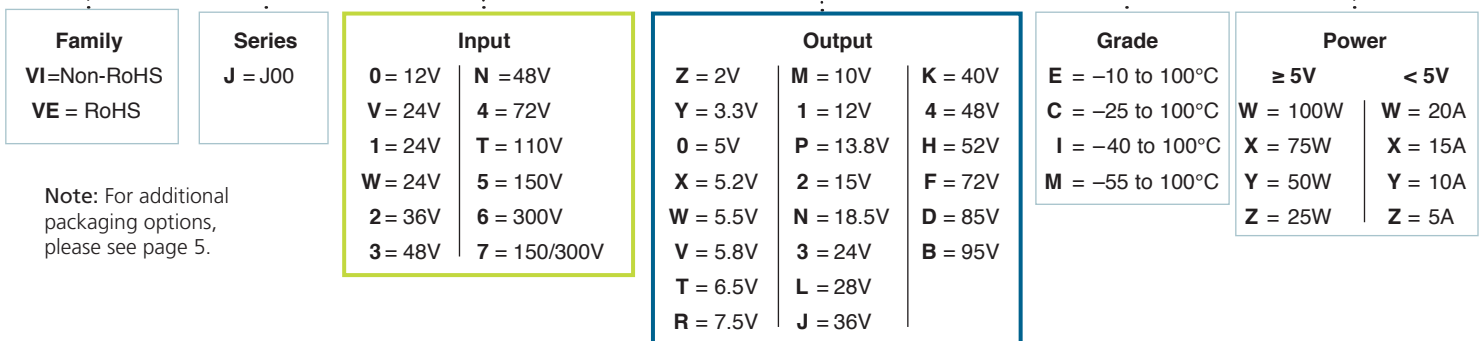 Family
VI=Non-RoHS
VE = RoHS
Series
J = J00
Note: For additional
packaging options,
please see page 5.
Input
0 = 12V N =48V
V = 24V 4 = 72V
1 = 24V T = 110V
W = 24V 5 = 150V
2 = 36V 6 = 300V
3 = 48V 7 = 150/300V
Output
Z = 2V M = 10V K = 40V
Y = 3.3V 1 = 12V 4 = 48V
0 = 5V P = 13.8V H = 52V
X = 5.2V 2 = 15V F = 72V
W = 5.5V N = 18.5V D = 85V
V = 5.8V 3 = 24V B = 95V
T = 6.5V L = 28V
R = 7.5V J = 36V
Grade
E = –10 to 100°C
C = –25 to 100°C
I = –40 to 100°C
M = –55 to 100°C
Power
≥ 5V < 5V
W = 100W W = 20A
X = 75W X = 15A
Y = 50W Y = 10A
Z = 25W Z = 5A